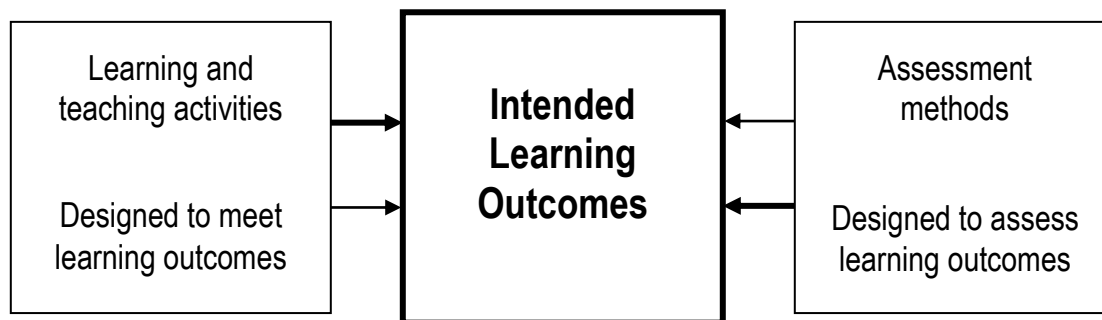 Learning and
teaching activities
Designed to meet
learning outcomes
Intended
Learning
Outcomes
Assessment
methods
Designed to assess
learning outcomes